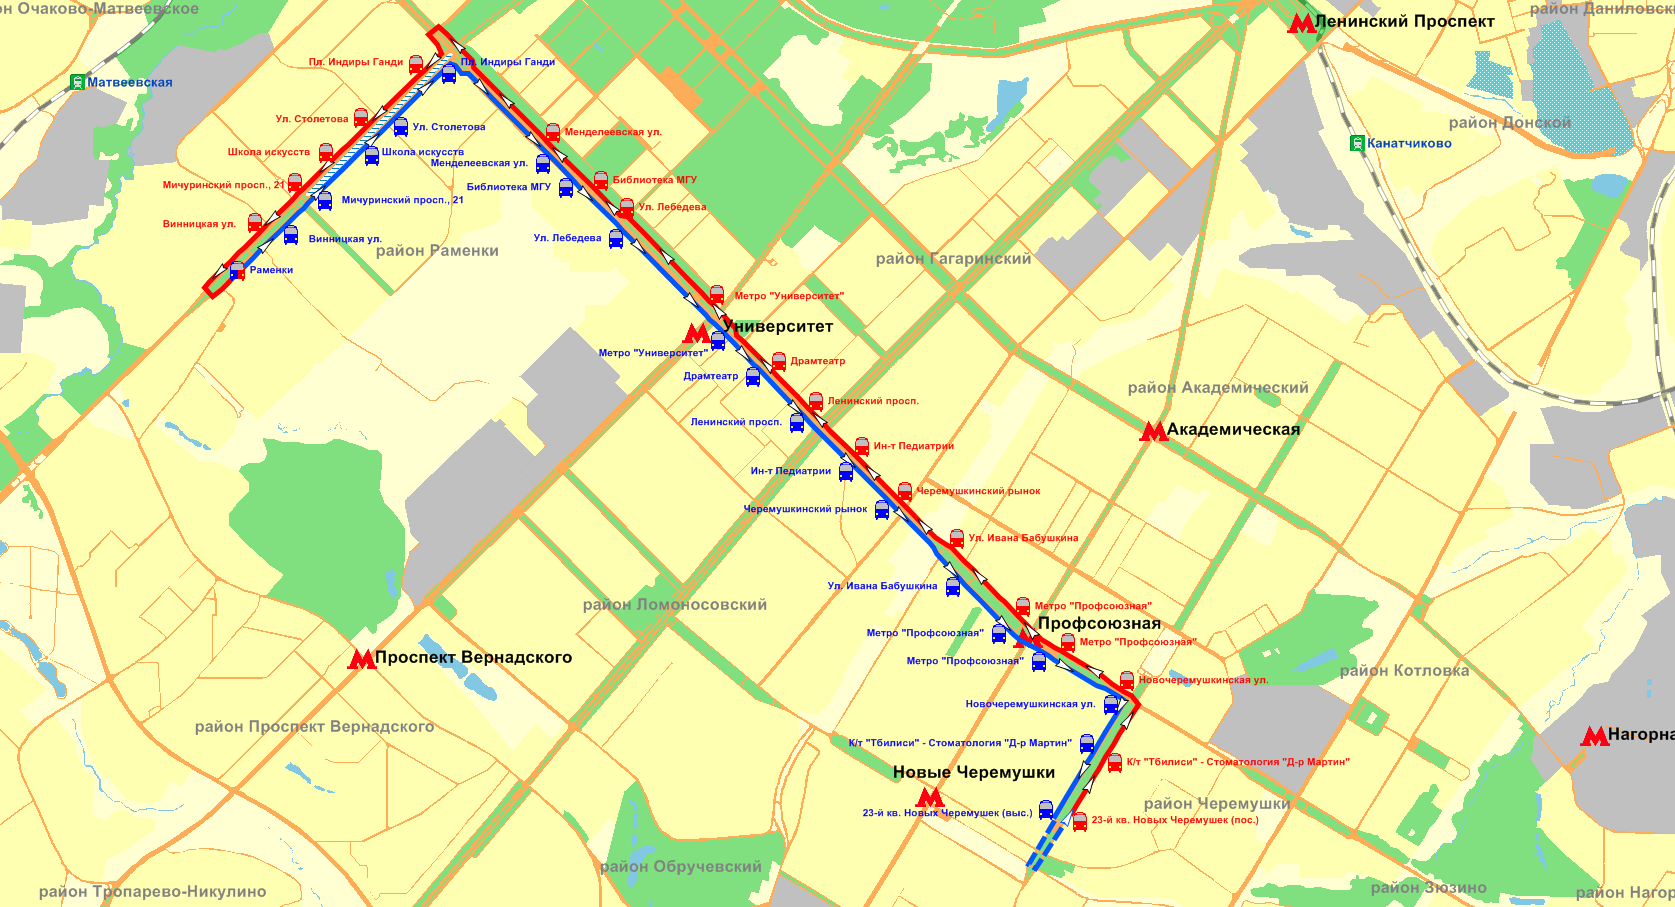 он Очаково-Матвеевское
Ленинский Проспект
район Даниловск
Пл. Индиры Ганди
Пл. Индиры Ганди
Матвеевская
Ул. Столетова
Ул. Столетова
Менделеевская ул.
район Донской
Канатчиково
Школа искусств
Школа искусств
Менделеевская ул.
Мичуринский просп., 21
Библиотека МГУ
Библиотека МГУ
Мичуринский просп., 21
Ул. Лебедева
Винницкая ул.
Винницкая ул.
Ул. Лебедева
район Раменки
район Гагаринский
Раменки
Метро "Университет"
Университет
Метро "Университет"
Драмтеатр
Драмтеатр
район Академический
Ленинский просп.
Ленинский просп.
Академическая
Ин-т Педиатрии
Ин-т Педиатрии
Черемушкинский рынок
Черемушкинский рынок
Ул. Ивана Бабушкина
Ул. Ивана Бабушкина
район Ломоносовский
Метро "Профсоюзная"
Профсоюзная
Метро "Профсоюзная"
Метро "Профсоюзная"
Проспект Вернадского
Метро "Профсоюзная"
район Котловка
Новочеремушкинская ул.
Новочеремушкинская ул.
район Проспект Вернадского
Нагорна
К/т "Тбилиси" - Стоматология "Д-р Мартин"
К/т "Тбилиси" - Стоматология "Д-р Мартин"
Новые Черемушки
район Черемушки
23-й кв. Новых Черемушек (выс.)
23-й кв. Новых Черемушек (пос.)
район Обручевский
район Зюзино
район Тропарево-Никулино
район Нагор